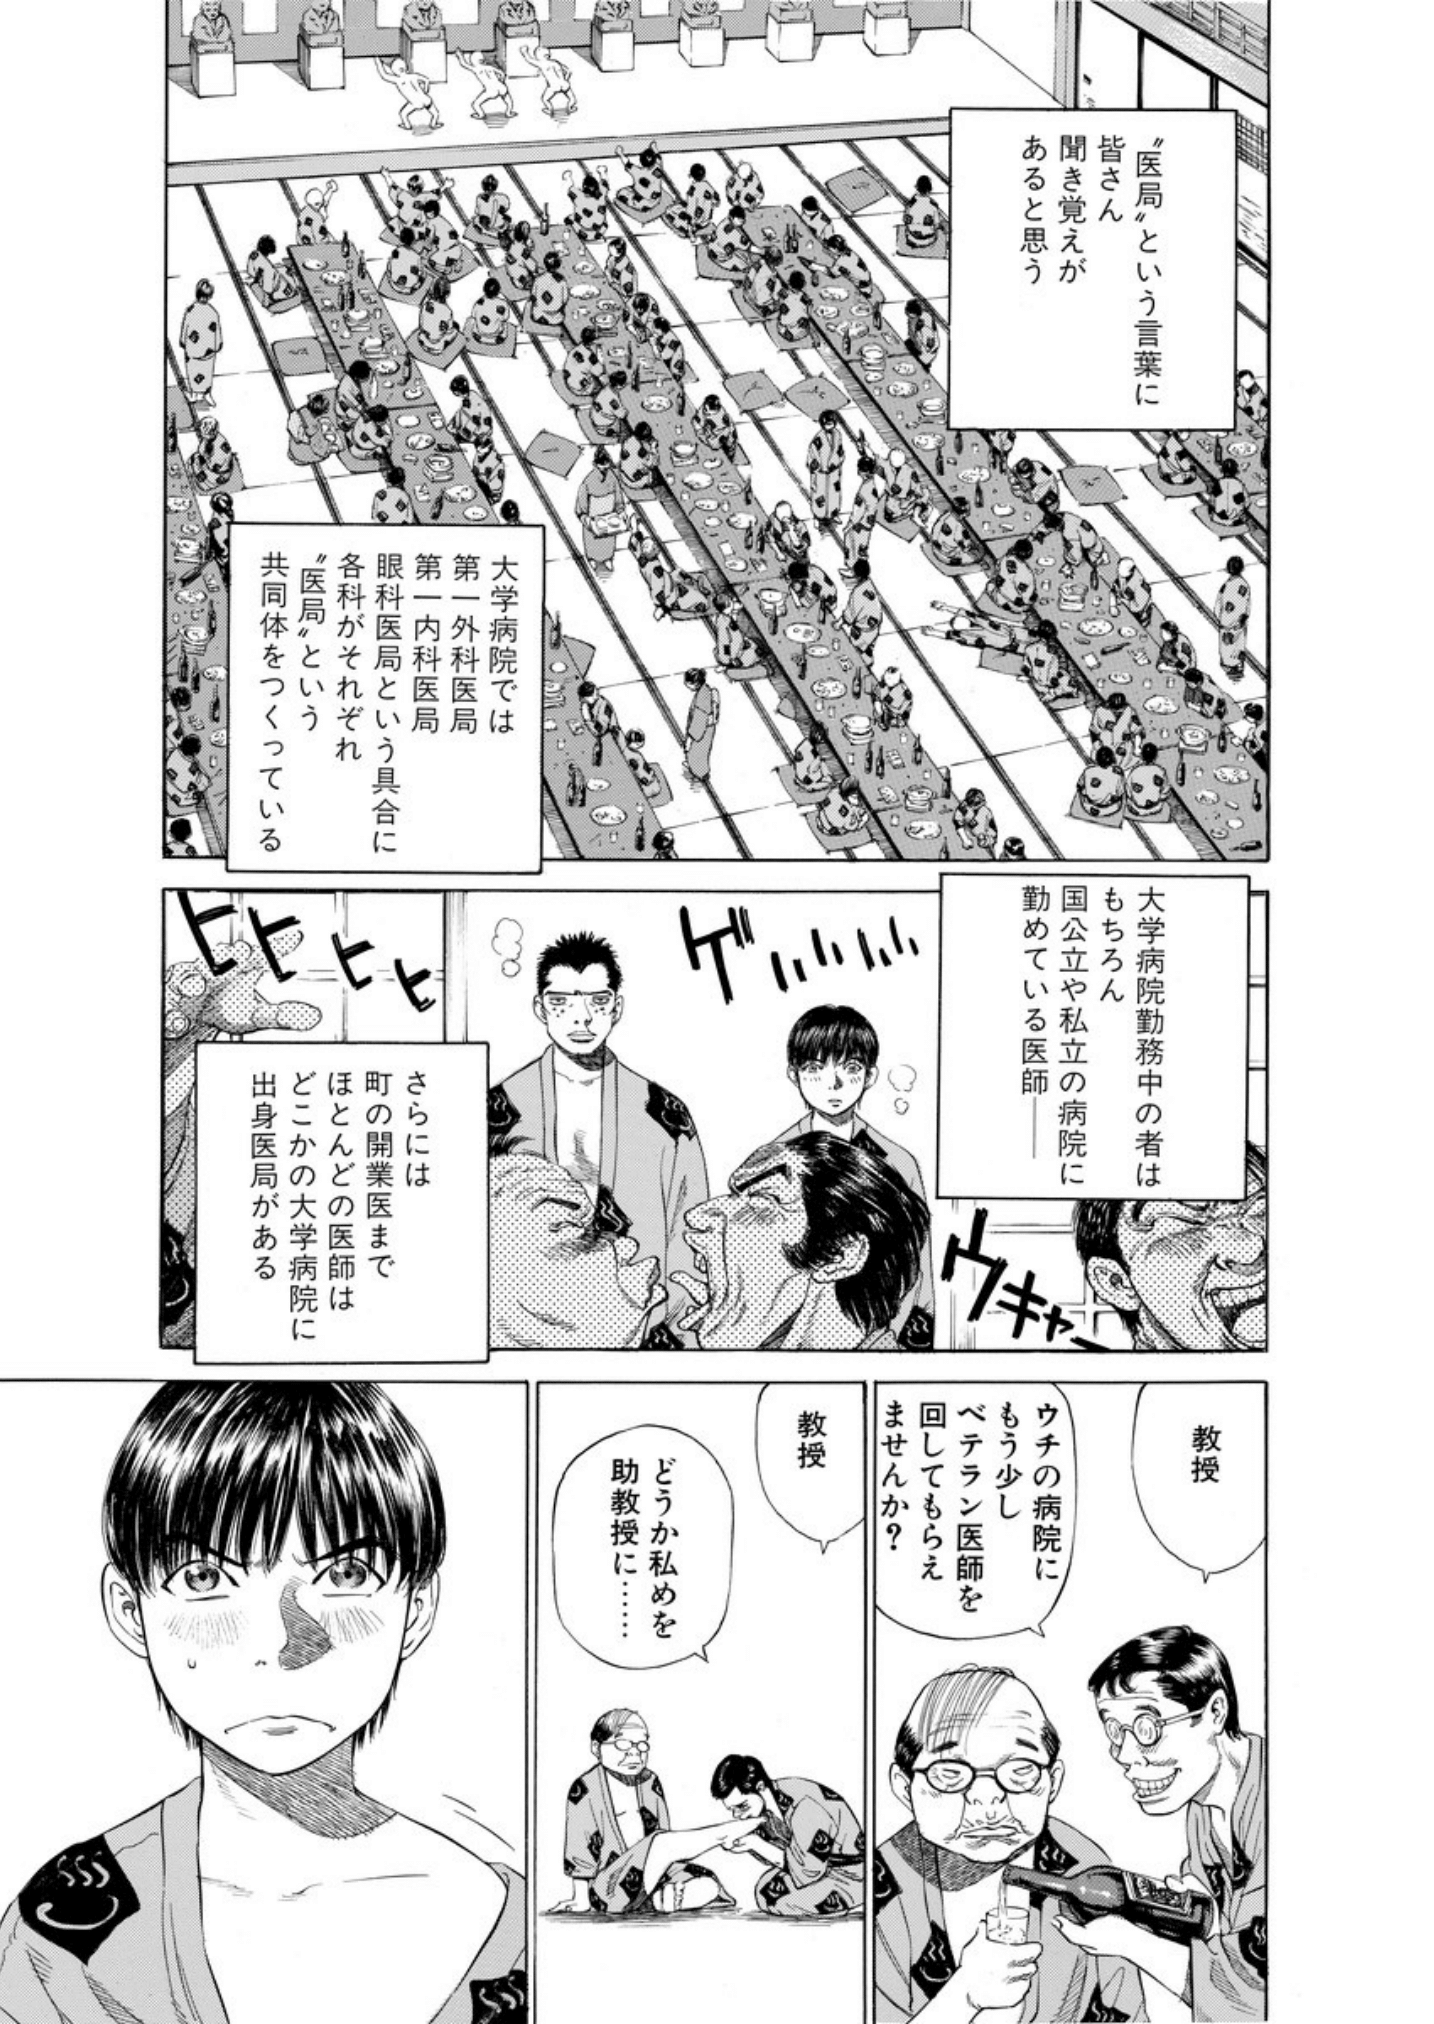 〝医局〟という言葉に
皆さん
聞き覚えが
あると思う
大学病院では
第一外科医局
第一内科医局
眼科医局という具合に
各科がそれぞれ
〝医局〟という
共同体をつくっている
大学病院勤務中の者は
もちろん
国公立や私立の病院に
勤めている医師――
ゲハハハハ
ウキャー
ヒヒヒヒ
さらには
町の開業医まで
ほとんどの医師は
どこかの大学病院に
出身医局がある
教授
ウチの病院に
もう少し
ベテラン医師を
回してもらえ
ませんか？
教授
どうか私めを
助教授に……